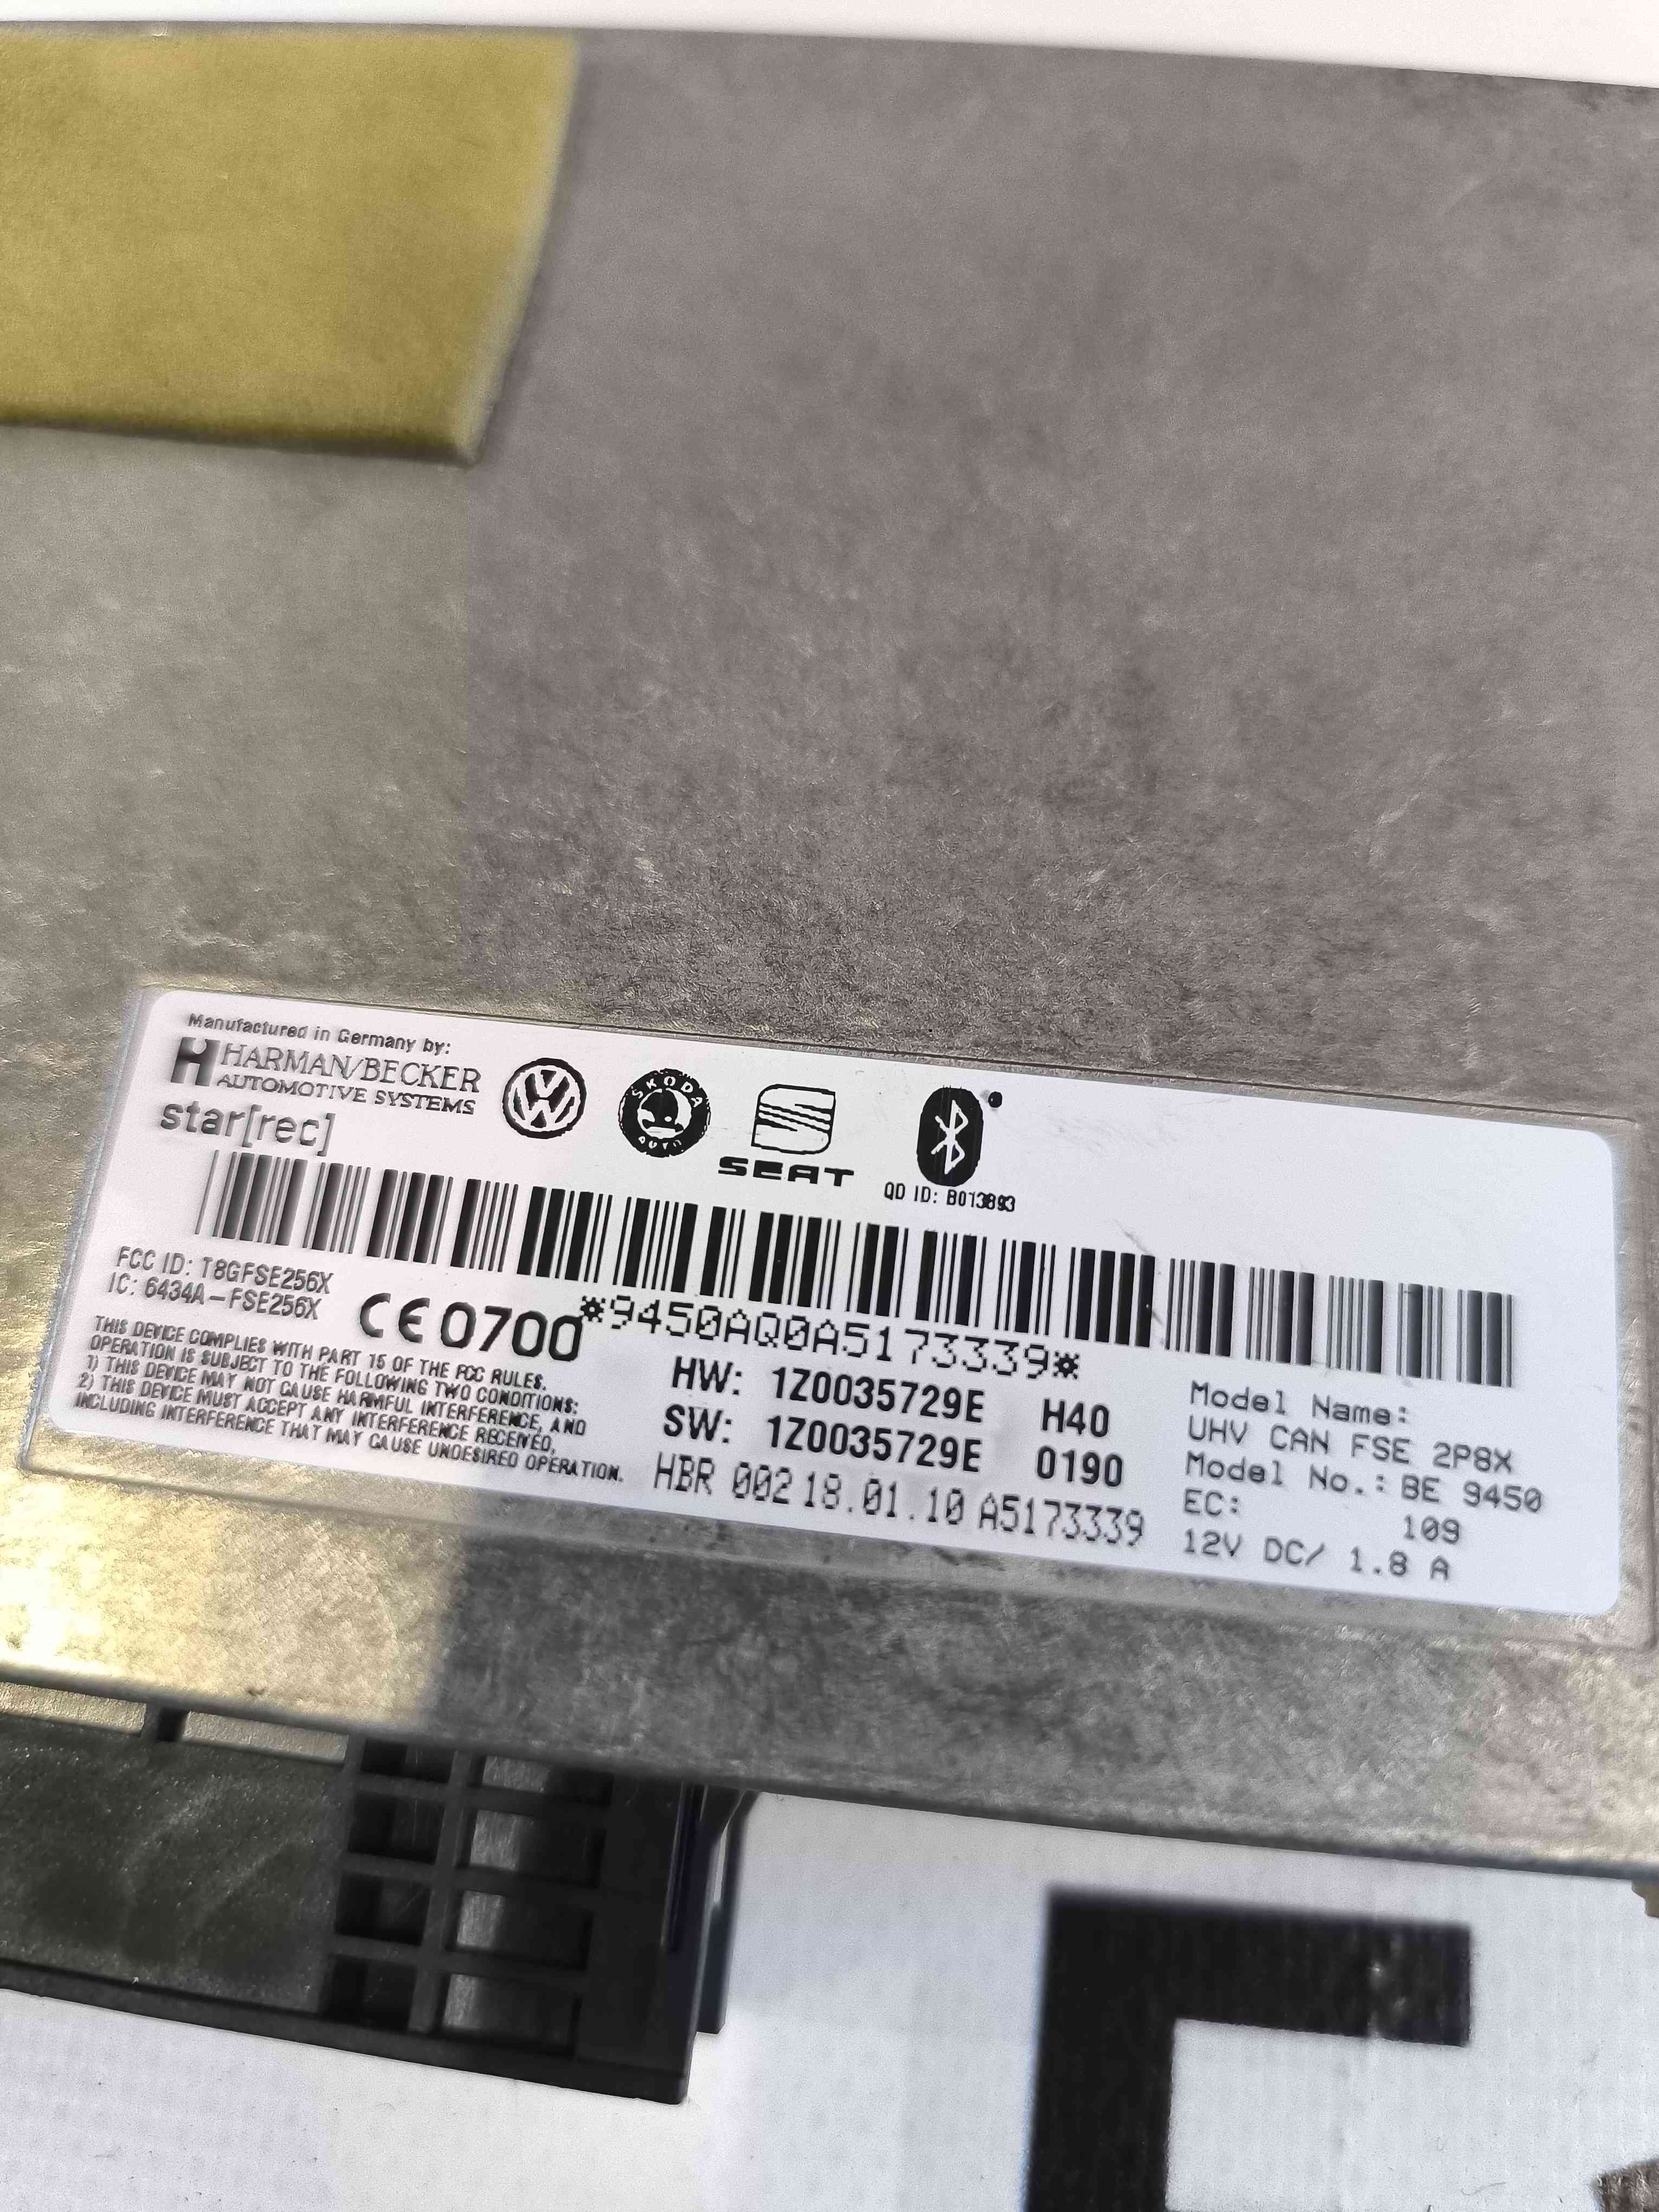 Manufactured in Germany by:
HARMAN/BECKER
AUTOMOTIVE SYSTEMS
star[rec]
ŠKODA
AUTO
SEAT
QD ID: B013893
*9450AQ0A5173339*
FCC ID: T8GFSE256X
IC: 6434A-FSE256X
CE 0700
THIS DEVICE COMPLIES WITH PART 15 OF THE FCC RULES.
OPERATION IS SUBJECT TO THE FOLLOWING TWO CONDITIONS:
1) THIS DEVICE MAY NOT CAUSE HARMFUL INTERFERENCE, AND
2) THIS DEVICE MUST ACCEPT ANY INTERFERENCE RECEIVED,
INCLUDING INTERFERENCE THAT MAY CAUSE UNDESIRED OPERATION.
HW: 1Z0035729E H40
SW: 1Z0035729E 0190
HBR 002 18.01.10 A5173339
Model Name:
UHV CAN FSE 2P8X
Model No.: BE 9450
EC: 109
12V DC/ 1.8 A